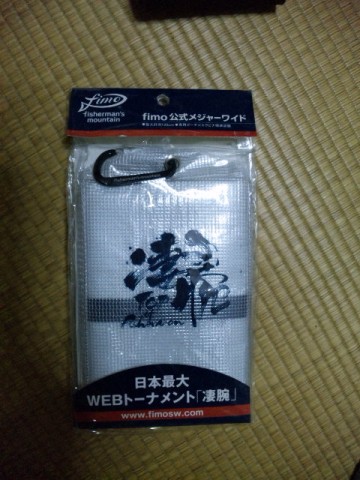 fimo
fisherman's
mountain
fimo 公式メジャーワイド
凄腕
日本最大
WEBトーナメント「凄腕」
www.fimosw.com